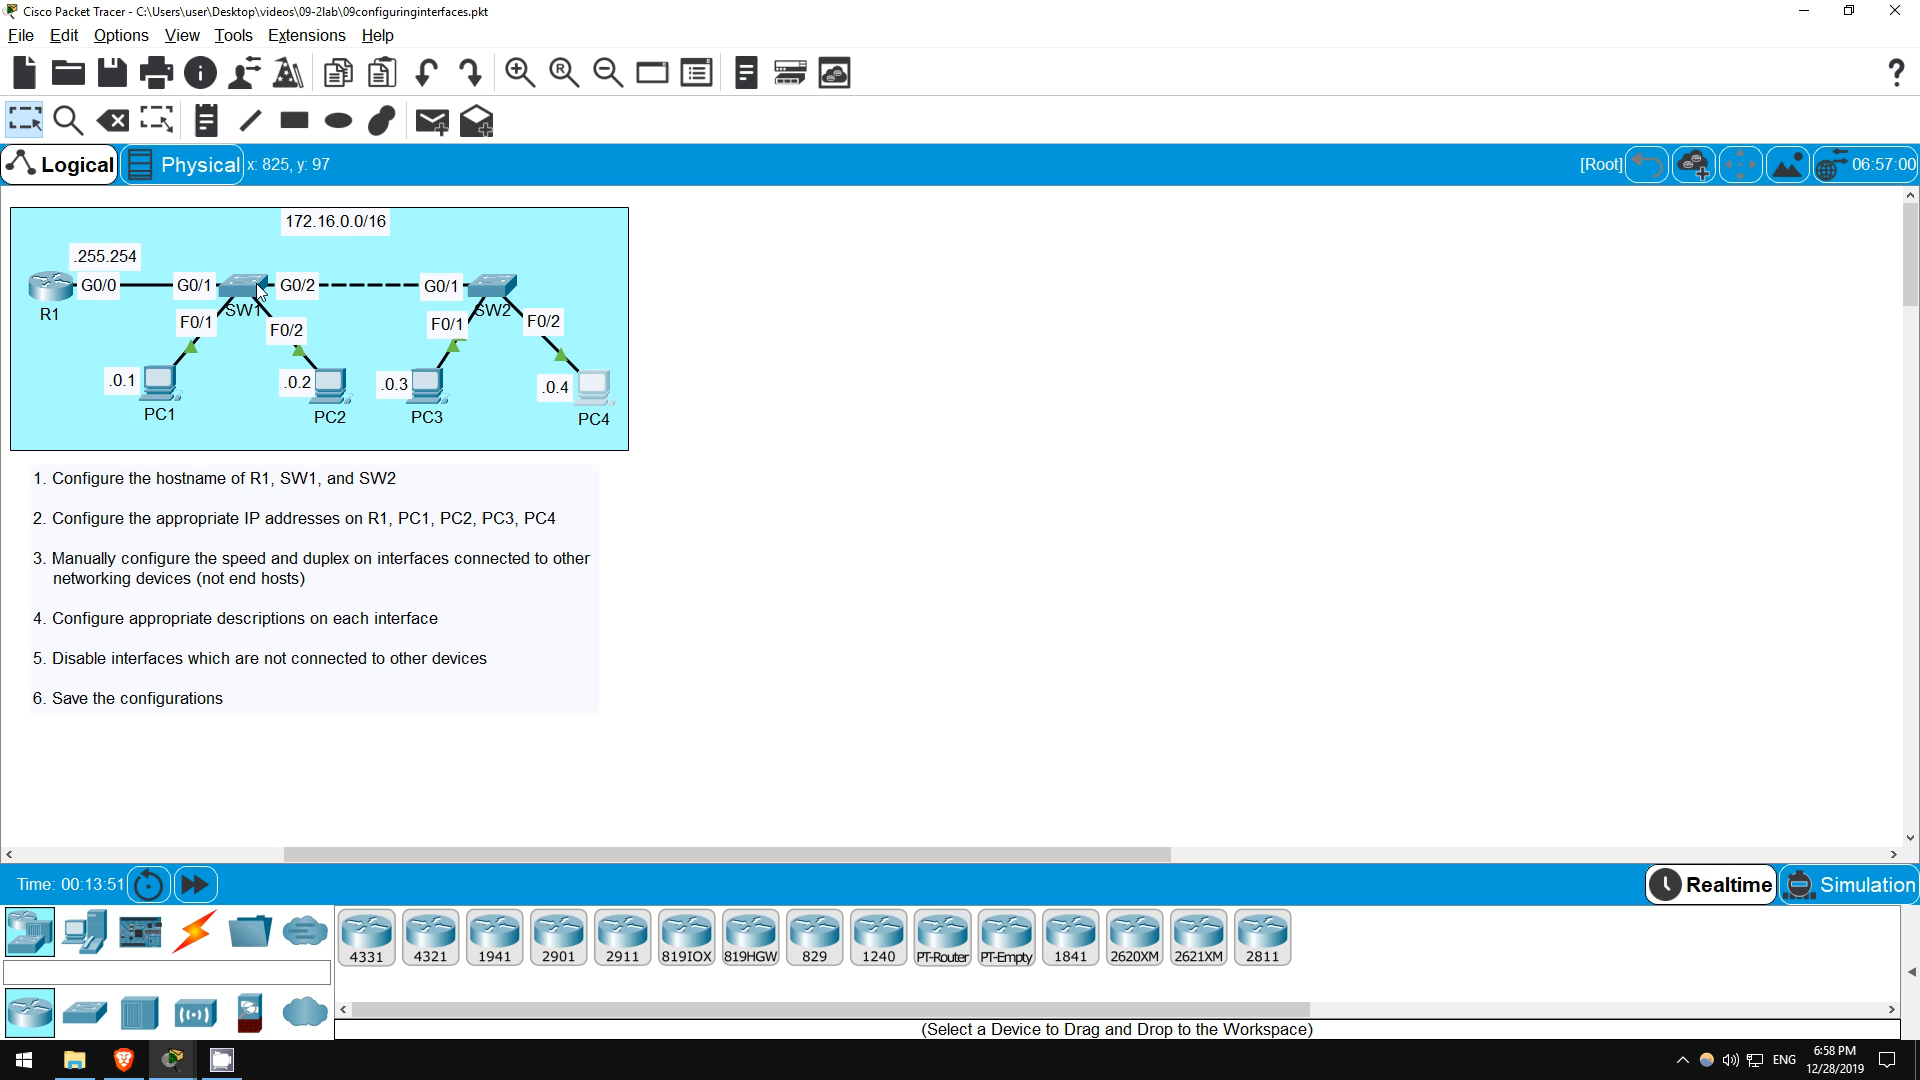 Cisco Packet Tracer - C:\Users\user\Desktop\videos\09-2lab\09configuringinterfaces.pkt
File Edit Options View Tools Extensions Help
Logical Physical x: 825, y: 97 [Root] 06:57:00
172.16.0.0/16
.255.254
G0/0 G0/1 G0/2 G0/1
R1 SW1 SW2
F0/1 F0/2 F0/1 F0/2
.0.1 .0.2 .0.3 .0.4
PC1 PC2 PC3 PC4
1. Configure the hostname of R1, SW1, and SW2
2. Configure the appropriate IP addresses on R1, PC1, PC2, PC3, PC4
3. Manually configure the speed and duplex on interfaces connected to other
networking devices (not end hosts)
4. Configure appropriate descriptions on each interface
5. Disable interfaces which are not connected to other devices
6. Save the configurations
Time: 00:13:51 Realtime Simulation
4331 4321 1941 2901 2911 819IOX 819HGW 829 1240 PT-Router PT-Empty 1841 2620XM 2621XM 2811
(Select a Device to Drag and Drop to the Workspace)
ENG 6:58 PM
12/28/2019